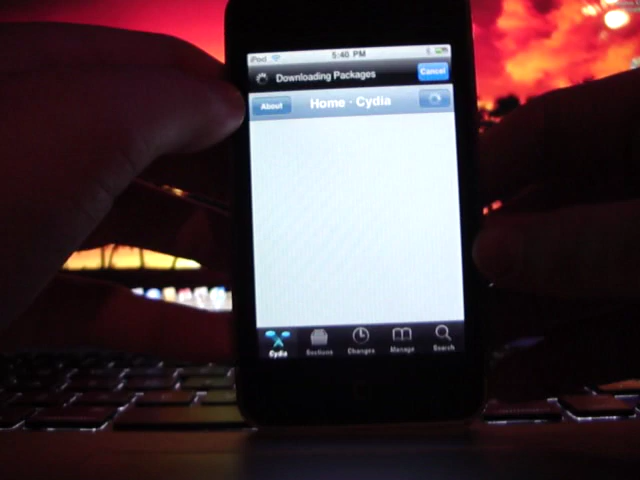 iPod 5:40 PM
Downloading Packages Cancel
About Home · Cydia
Cydia Sections Changes Manage Search